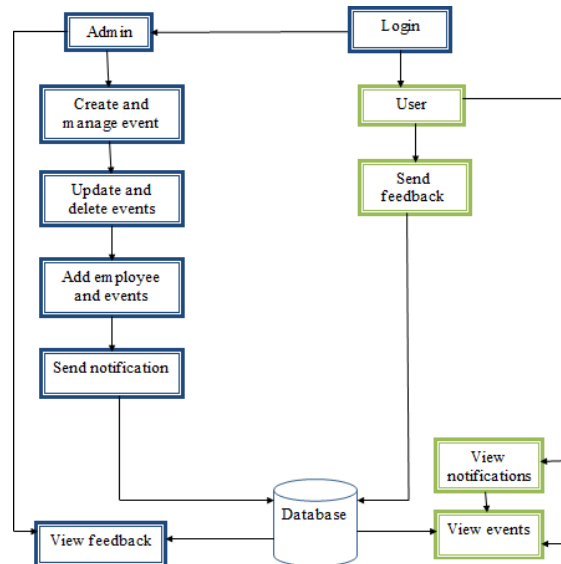 Admin
Login
Create and
manage event
User
Update and
delete events
Send
feedback
Add employee
and events
Send notification
View
notifications
Database
View feedback
View events